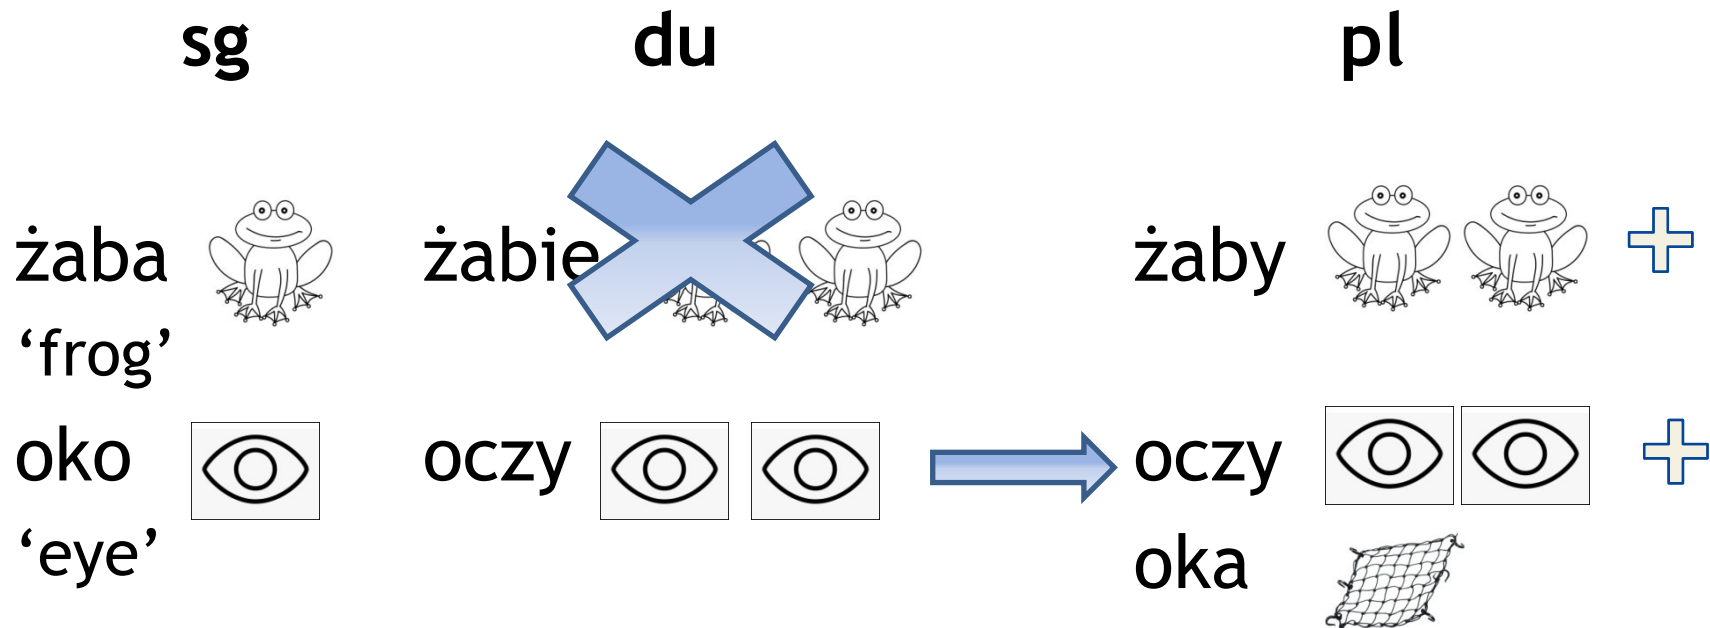 sg du pl
żaba żabie żaby
‘frog’
oko oczy oczy
‘eye’ oka